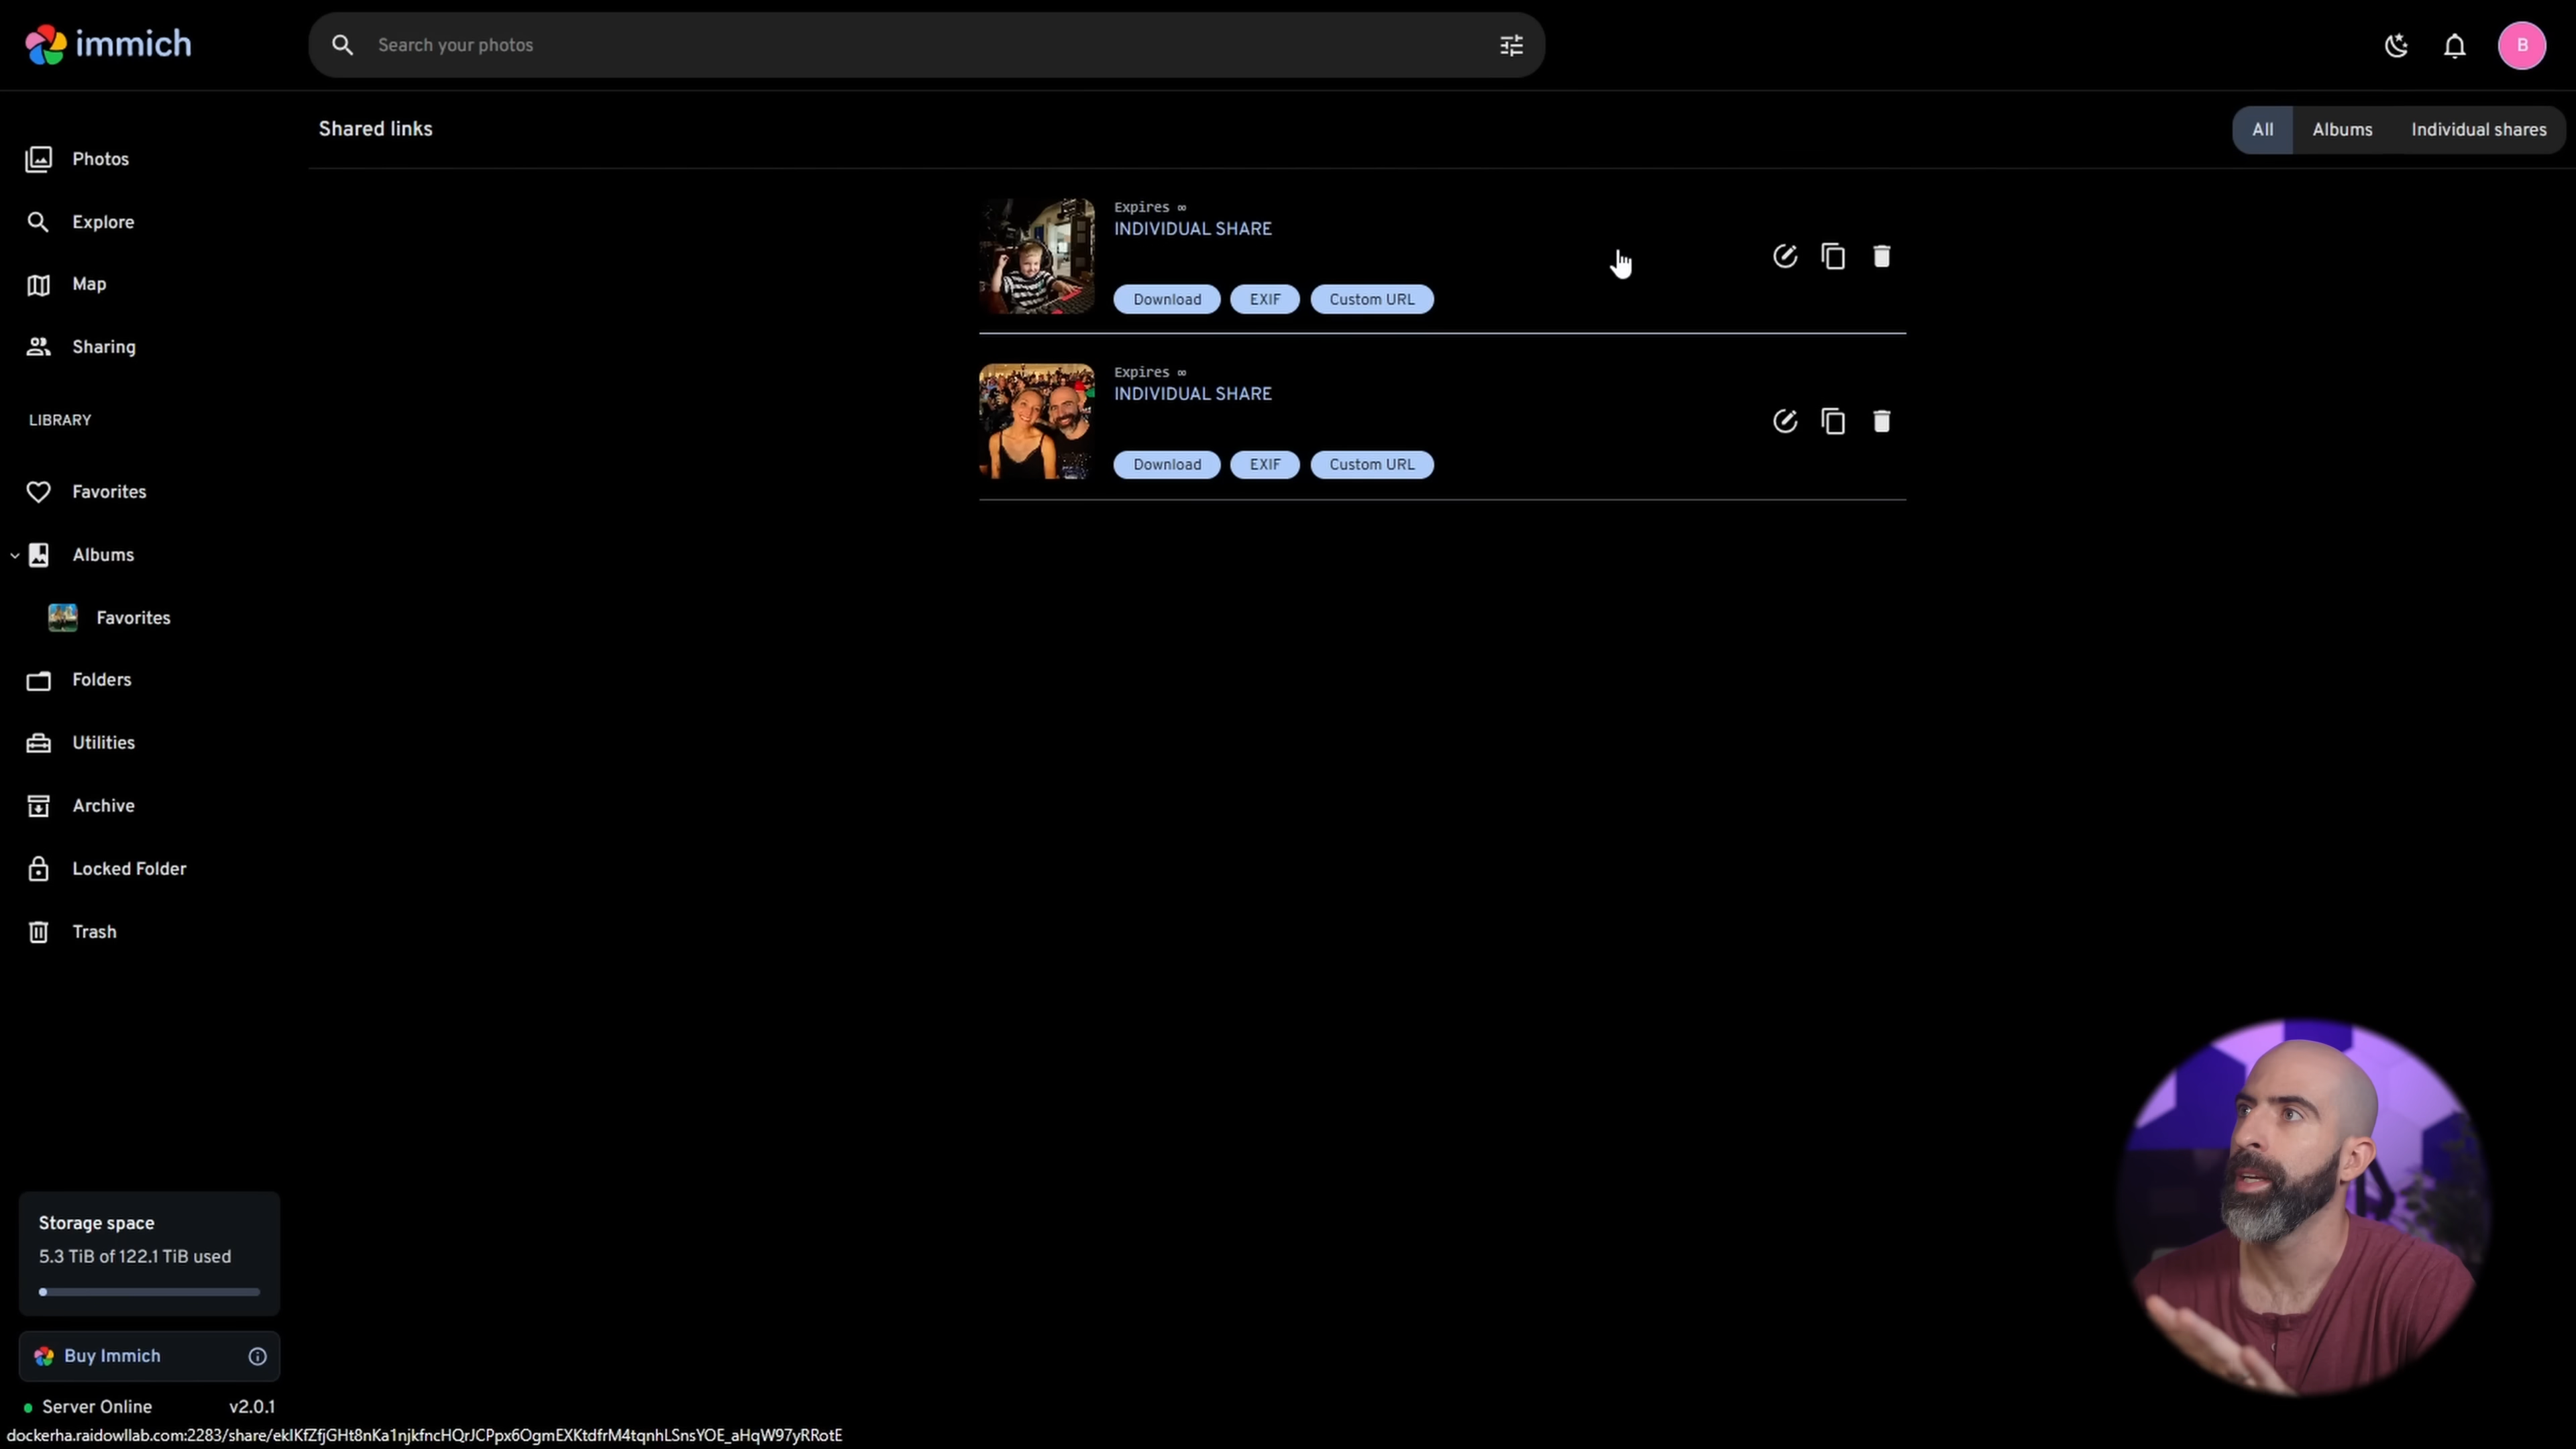 immich
Search your photos
B
Shared links
All Albums Individual shares
Photos
Explore
Map
Sharing
LIBRARY
Favorites
Albums
Favorites
Folders
Utilities
Archive
Locked Folder
Trash
Expires ∞
INDIVIDUAL SHARE
Download EXIF Custom URL
Expires ∞
INDIVIDUAL SHARE
Download EXIF Custom URL
Storage space
5.3 TiB of 122.1 TiB used
Buy Immich
Server Online v2.0.1
dockerha.raidowllab.com:2283/share/ekIKfZfjGHt8nKa1njkfncHQrJCPpx6OgmEXKtdfrM4tqnhLSnsYOE_aHqW97yRRotE